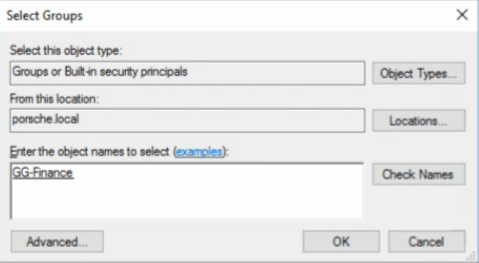 Select Groups
Select this object type:
Groups or Built-in security principals
Object Types...
From this location:
porsche.local
Locations...
Enter the object names to select (examples):
GG-Finance
Check Names
Advanced...
OK
Cancel